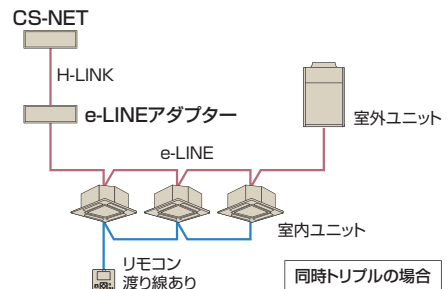 CS-NET
H-LINK
e-LINEアダプター
室外ユニット
e-LINE
室内ユニット
リモコン
渡り線あり
同時トリプルの場合